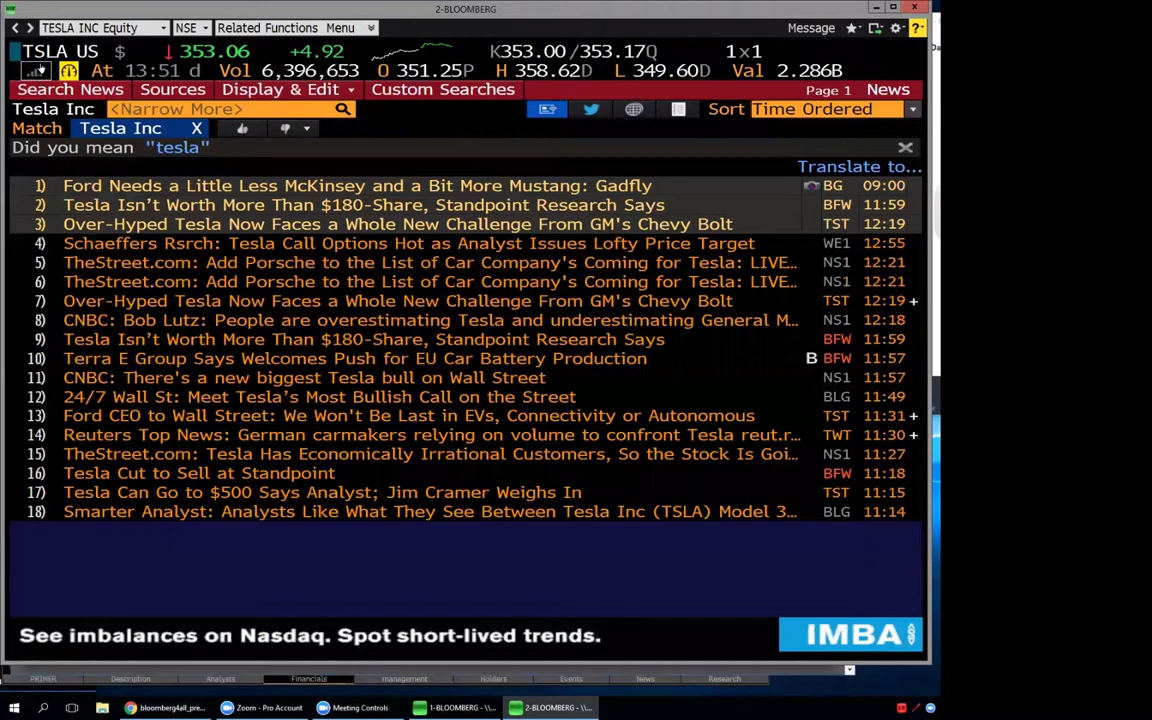 2-BLOOMBERG
TESLA INC Equity NSE Related Functions Menu Message
TSLA US $ ↓353.06 +4.92 K353.00/353.17Q 1x1
At 13:51 d Vol 6,396,653 O 351.25P H 358.62D L 349.60D Val 2.286B
Search News Sources Display & Edit Custom Searches Page 1 News
Tesla Inc <Narrow More> Sort Time Ordered
Match Tesla Inc X
Did you mean "tesla"
Translate to...
1) Ford Needs a Little Less McKinsey and a Bit More Mustang: Gadfly BG 09:00
2) Tesla Isn't Worth More Than $180-Share, Standpoint Research Says BFW 11:59
3) Over-Hyped Tesla Now Faces a Whole New Challenge From GM's Chevy Bolt TST 12:19
4) Schaeffers Rsrch: Tesla Call Options Hot as Analyst Issues Lofty Price Target WE1 12:55
5) TheStreet.com: Add Porsche to the List of Car Company's Coming for Tesla: LIVE... NS1 12:21
6) TheStreet.com: Add Porsche to the List of Car Company's Coming for Tesla: LIVE... NS1 12:21
7) Over-Hyped Tesla Now Faces a Whole New Challenge From GM's Chevy Bolt TST 12:19 +
8) CNBC: Bob Lutz: People are overestimating Tesla and underestimating General M... NS1 12:18
9) Tesla Isn't Worth More Than $180-Share, Standpoint Research Says BFW 11:59
10) Terra E Group Says Welcomes Push for EU Car Battery Production B BFW 11:57
11) CNBC: There's a new biggest Tesla bull on Wall Street NS1 11:57
12) 24/7 Wall St: Meet Tesla's Most Bullish Call on the Street BLG 11:49
13) Ford CEO to Wall Street: We Won't Be Last in EVs, Connectivity or Autonomous TST 11:31 +
14) Reuters Top News: German carmakers relying on volume to confront Tesla reut.r... TWT 11:30 +
15) TheStreet.com: Tesla Has Economically Irrational Customers, So the Stock Is Goi... NS1 11:27
16) Tesla Cut to Sell at Standpoint BFW 11:18
17) Tesla Can Go to $500 Says Analyst; Jim Cramer Weighs In TST 11:15
18) Smarter Analyst: Analysts Like What They See Between Tesla Inc (TSLA) Model 3... BLG 11:14
See imbalances on Nasdaq. Spot short-lived trends. IMBA
PRIMER Description Analysts Financials management Holders Events News Research
bloomberg4all_pre... Zoom - Pro Account Meeting Controls 1-BLOOMBERG - \\... 2-BLOOMBERG - \\...